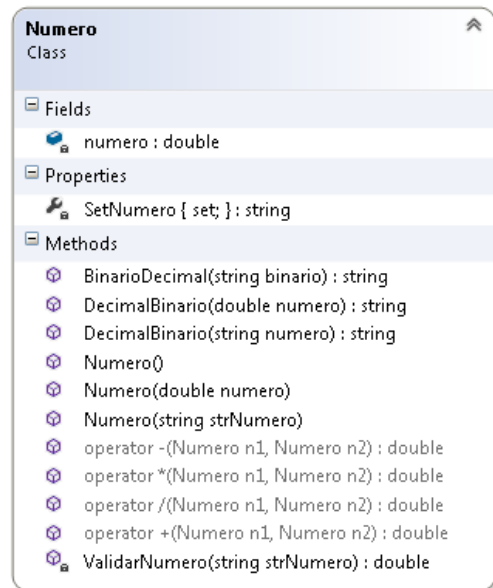 Numero
Class
Fields
numero : double
Properties
SetNumero { set; } : string
Methods
BinarioDecimal(string binario) : string
DecimalBinario(double numero) : string
DecimalBinario(string numero) : string
Numero()
Numero(double numero)
Numero(string strNumero)
operator -(Numero n1, Numero n2) : double
operator *(Numero n1, Numero n2) : double
operator /(Numero n1, Numero n2) : double
operator +(Numero n1, Numero n2) : double
ValidarNumero(string strNumero) : double